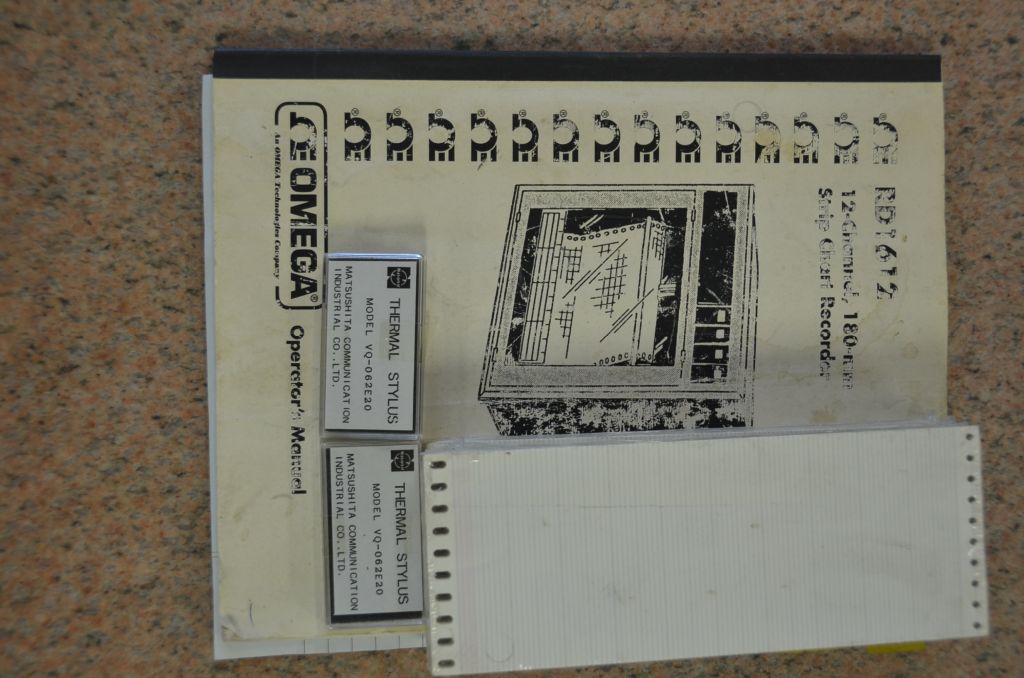 RD1612
12-Channel, 180-mm
Strip Chart Recorder
Ω OMEGA®
An OMEGA Technologies Company
Operator's Manual
THERMAL STYLUS
MODEL VQ-062E20
MATSUSHITA COMMUNICATION
INDUSTRIAL CO.,LTD.
THERMAL STYLUS
MODEL VQ-062E20
MATSUSHITA COMMUNICATION
INDUSTRIAL CO.,LTD.